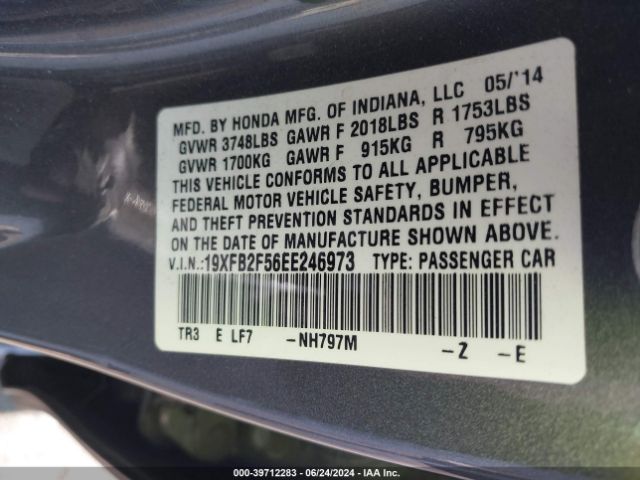 MFD. BY HONDA MFG. OF INDIANA, LLC 05/'14
GVWR 3748LBS GAWR F 2018LBS R 1753LBS
GVWR 1700KG GAWR F 915KG R 795KG
THIS VEHICLE CONFORMS TO ALL APPLICABLE
FEDERAL MOTOR VEHICLE SAFETY, BUMPER,
AND THEFT PREVENTION STANDARDS IN EFFECT
ON THE DATE OF MANUFACTURE SHOWN ABOVE.
V.I.N.:19XFB2F56EE246973 TYPE: PASSENGER CAR
TR3 E LF7 -NH797M -Z -E
000-39712283 / 06/24/2024 / IAA Inc.